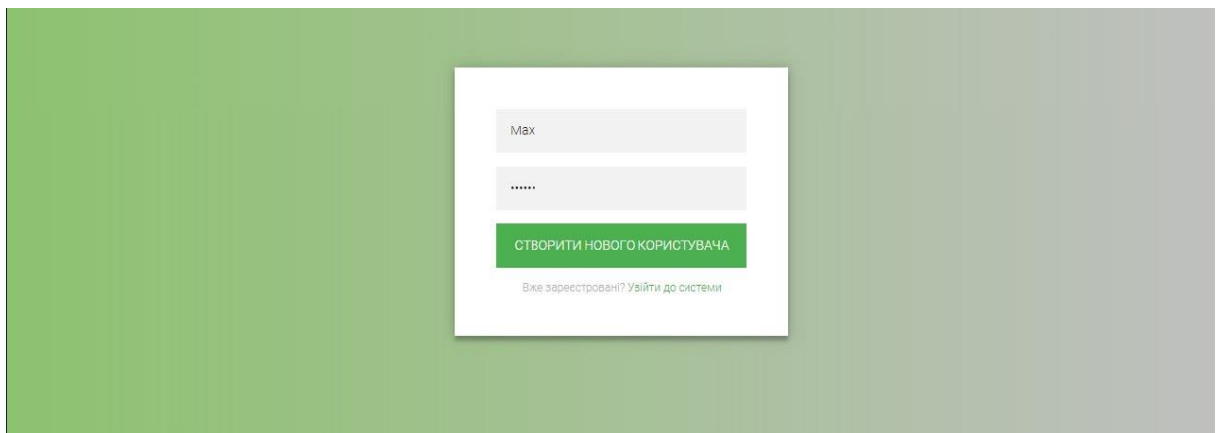 Max
••••••
СТВОРИТИ НОВОГО КОРИСТУВАЧА
Вже зареєстровані? Увійти до системи